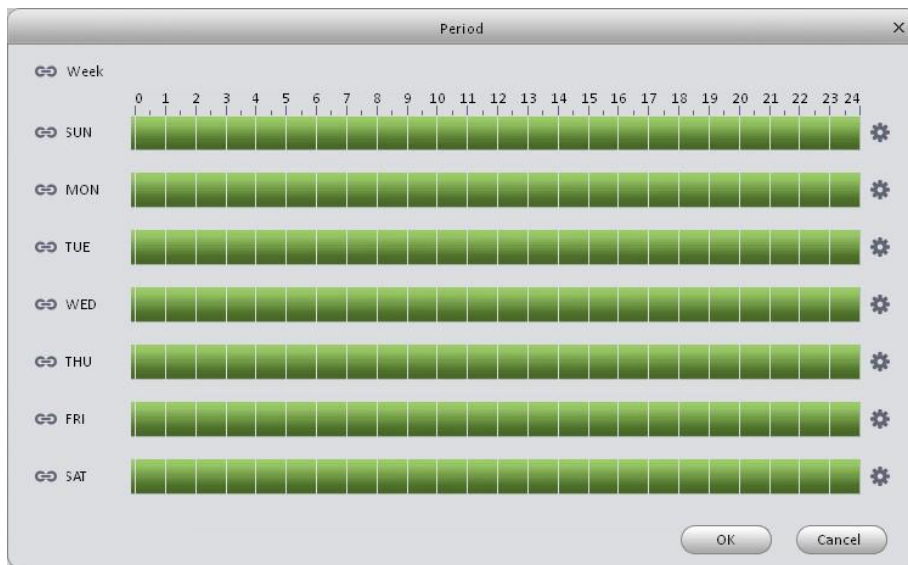 Period
Week
0 1 2 3 4 5 6 7 8 9 10 11 12 13 14 15 16 17 18 19 20 21 22 23 24
SUN
MON
TUE
WED
THU
FRI
SAT
OK Cancel